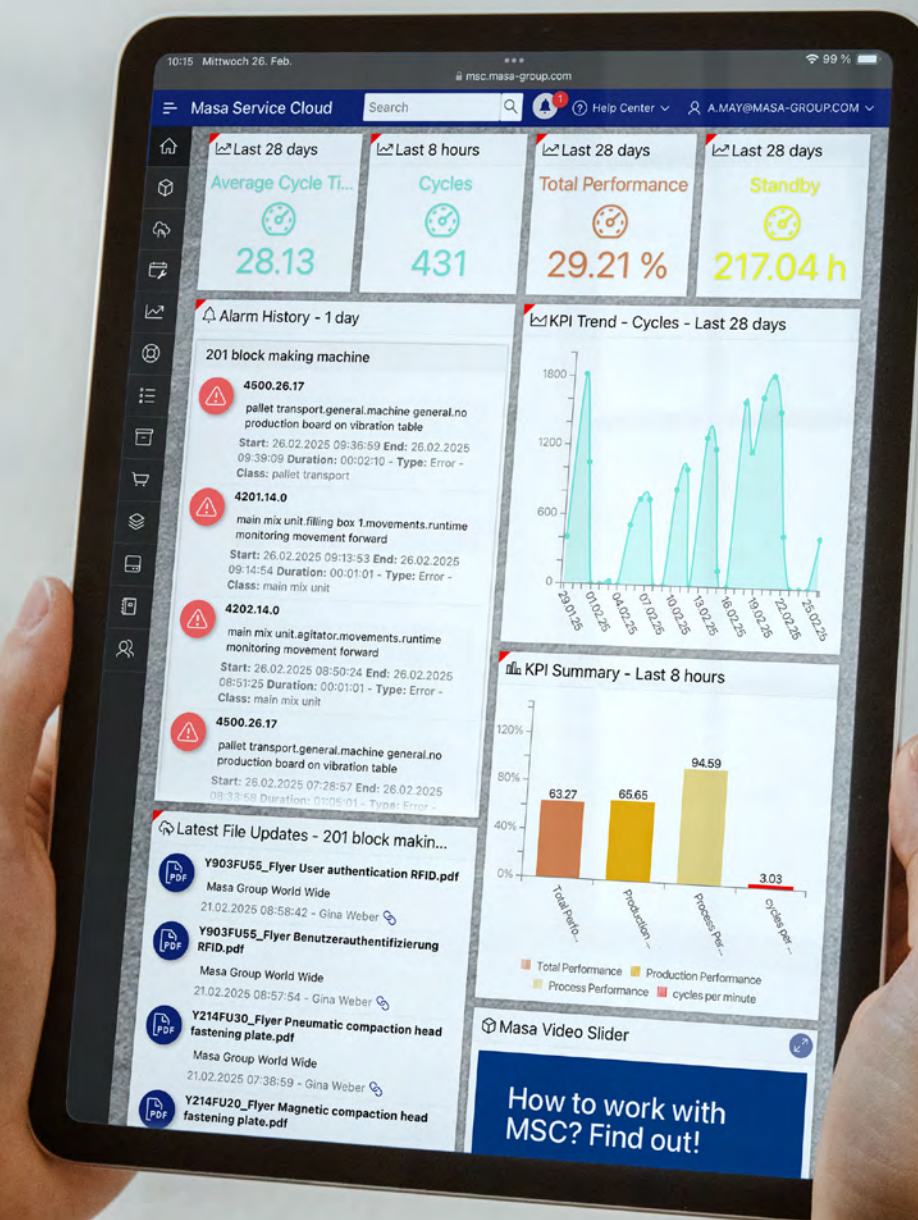 10:15 Mittwoch 26. Feb.
99 %
msc.masa-group.com
Masa Service Cloud
Search
1
Help Center
A.MAY@MASA-GROUP.COM
Last 28 days
Average Cycle Ti...
28.13
Last 8 hours
Cycles
431
Last 28 days
Total Performance
29.21 %
Last 28 days
Standby
217.04 h
Alarm History - 1 day
201 block making machine
4500.26.17
pallet transport.general.machine general.no
production board on vibration table
Start: 26.02.2025 09:36:59 End: 26.02.2025
09:39:09 Duration: 00:02:10 - Type: Error -
Class: pallet transport
4201.14.0
main mix unit.filling box 1.movements.runtime
monitoring movement forward
Start: 26.02.2025 09:13:53 End: 26.02.2025
09:14:54 Duration: 00:01:01 - Type: Error -
Class: main mix unit
4202.14.0
main mix unit.agitator.movements.runtime
monitoring movement forward
Start: 26.02.2025 08:50:24 End: 26.02.2025
08:51:25 Duration: 00:01:01 - Type: Error -
Class: main mix unit
4500.26.17
pallet transport.general.machine general.no
production board on vibration table
Start: 26.02.2025 07:28:57 End: 26.02.2025
08:33:58 Duration: 01:05:01 - Type: Error -
KPI Trend - Cycles - Last 28 days
1800
1200
600
0
29.01.25
01.02.25
04.02.25
07.02.25
10.02.25
13.02.25
16.02.25
19.02.25
22.02.25
25.02.25
KPI Summary - Last 8 hours
120%
80%
40%
0%
63.27
65.65
94.59
3.03
Total Perfo...
Production ...
Process Per...
cycles per ...
Total Performance
Production Performance
Process Performance
cycles per minute
Latest File Updates - 201 block makin...
PDF
Y903FU55_Flyer User authentication RFID.pdf
Masa Group World Wide
21.02.2025 08:58:42 - Gina Weber
PDF
Y903FU55_Flyer Benutzerauthentifizierung
RFID.pdf
Masa Group World Wide
21.02.2025 08:57:54 - Gina Weber
PDF
Y214FU30_Flyer Pneumatic compaction head
fastening plate.pdf
Masa Group World Wide
21.02.2025 07:38:59 - Gina Weber
PDF
Y214FU20_Flyer Magnetic compaction head
fastening plate.pdf
Masa Video Slider
How to work with
MSC? Find out!